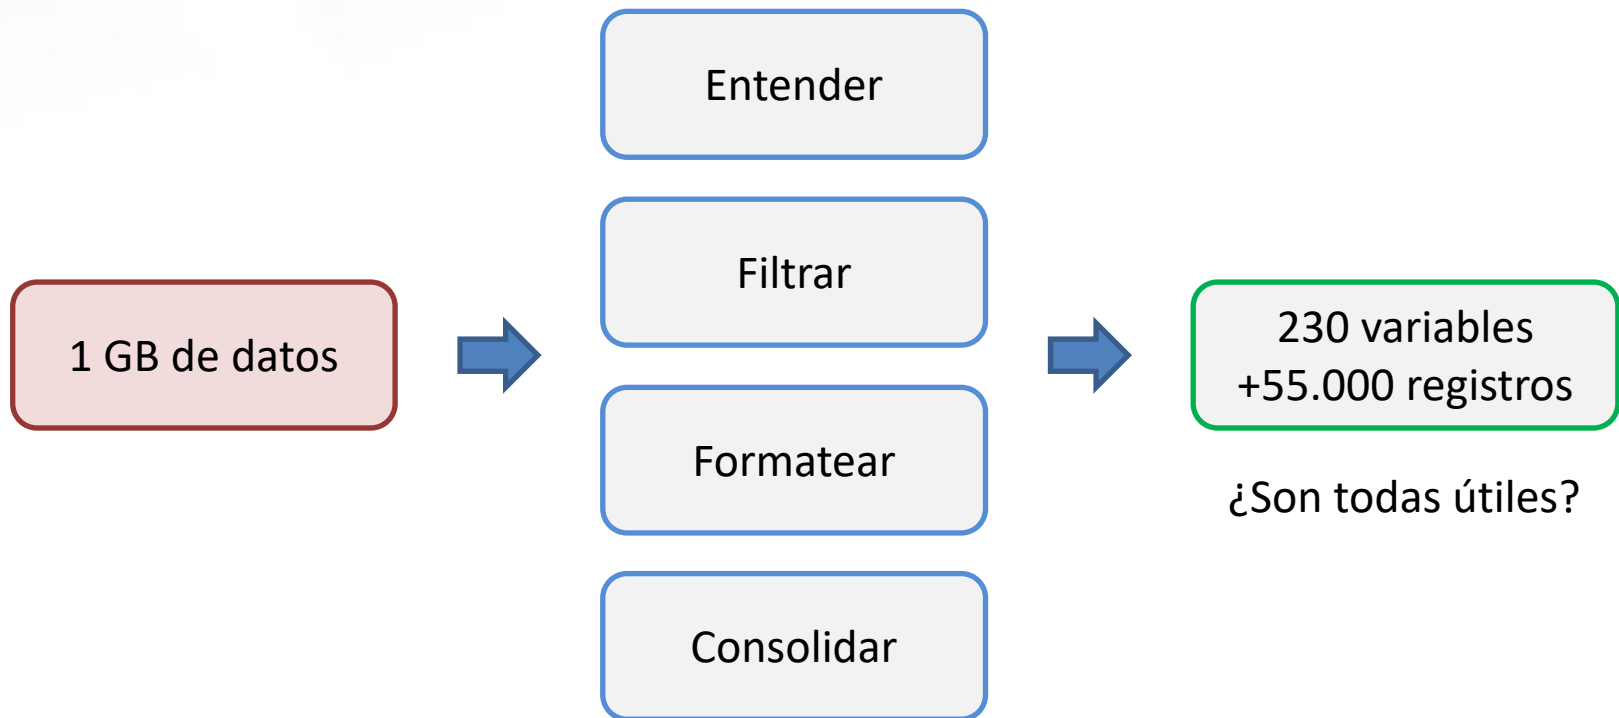 1 GB de datos
Entender
Filtrar
Formatear
Consolidar
230 variables
+55.000 registros
¿Son todas útiles?